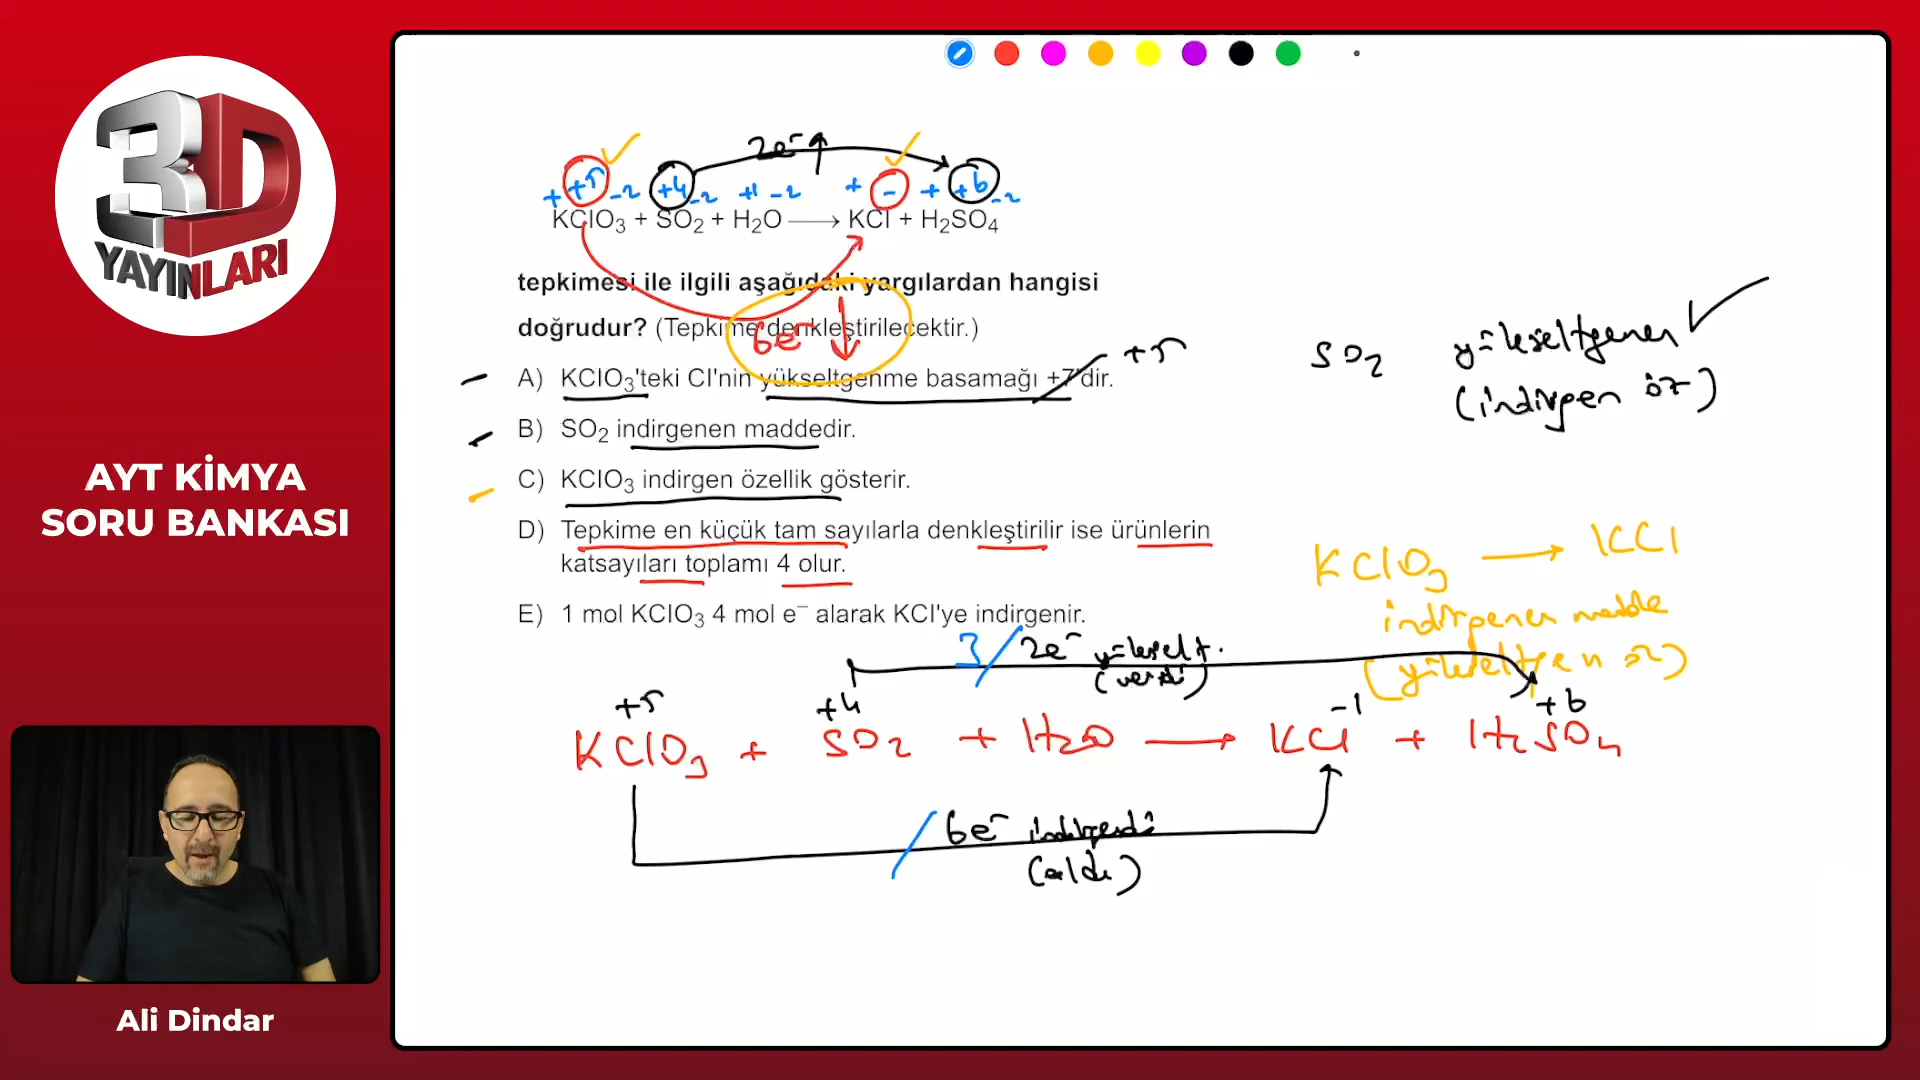 3D
YAYINLARI
AYT KİMYA
SORU BANKASI
Ali Dindar
2e⁻
+ +5 -2 +4 -2 +1 -2 + - + +6 -2
KClO₃ + SO₂ + H₂O ⟶ KCl + H₂SO₄
tepkimesi ile ilgili aşağıdaki yargılardan hangisi
doğrudur? (Tepkime denkleştirilecektir.)
6e⁻
A) KClO₃'teki Cl'nin yükseltgenme basamağı +7'dir. +5
B) SO₂ indirgenen maddedir.
C) KClO₃ indirgen özellik gösterir.
D) Tepkime en küçük tam sayılarla denkleştirilir ise ürünlerin
katsayıları toplamı 4 olur.
E) 1 mol KClO₃ 4 mol e⁻ alarak KCl'ye indirgenir.
SO₂ yükseltgenen
(indirgen öz)
KClO₃ → KCl
indirgenen madde
(yükseltgen öz)
3/ 2e⁻ yükselt.
(verdi)
+5 +4 -1 +6
KClO₃ + SO₂ + H₂O → KCl + H₂SO₄
/ 6e⁻ indirgendi
(aldı)